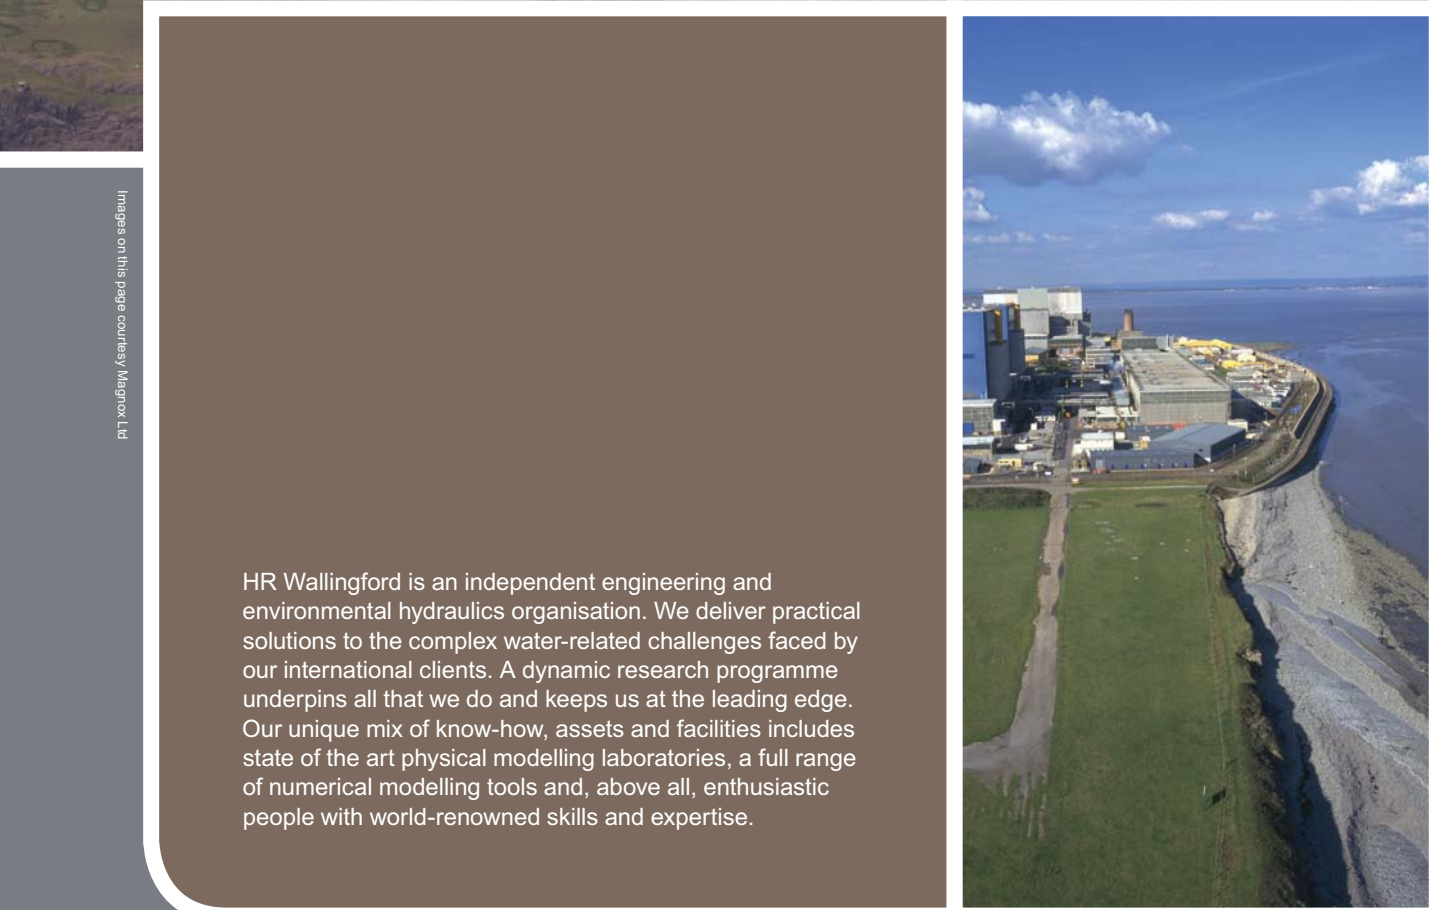 Images on this page courtesy Magnox Ltd
HR Wallingford is an independent engineering and
environmental hydraulics organisation. We deliver practical
solutions to the complex water-related challenges faced by
our international clients. A dynamic research programme
underpins all that we do and keeps us at the leading edge.
Our unique mix of know-how, assets and facilities includes
state of the art physical modelling laboratories, a full range
of numerical modelling tools and, above all, enthusiastic
people with world-renowned skills and expertise.